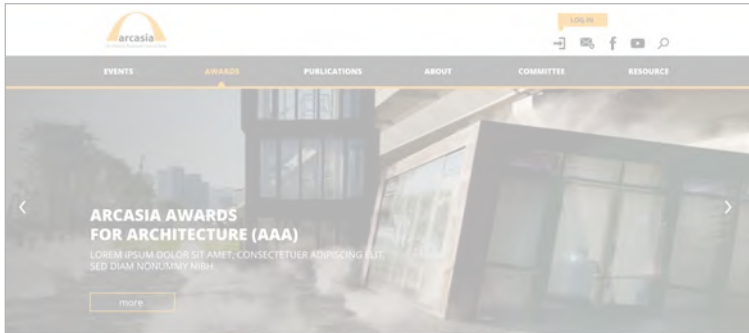 LOG IN
arcasia
EVENTS AWARDS PUBLICATIONS ABOUT COMMITTEE RESOURCE
ARCASIA AWARDS
FOR ARCHITECTURE (AAA)
LOREM IPSUM DOLOR SIT AMET, CONSECTETUER ADIPISCING ELIT,
SED DIAM NONUMMY NIBH
more